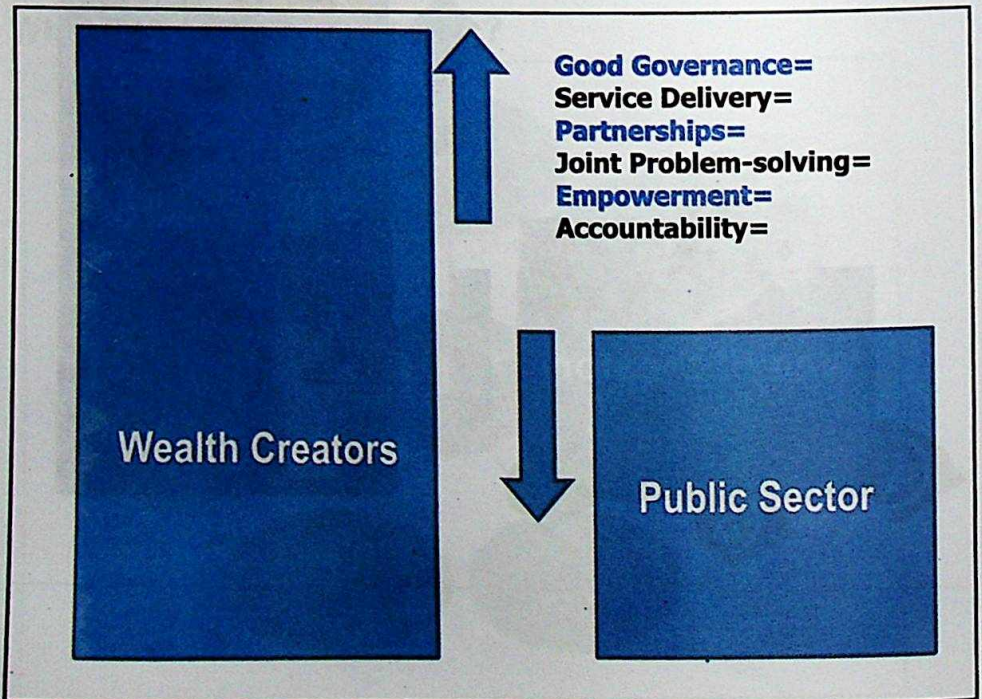 Good Governance=
Service Delivery=
Partnerships=
Joint Problem-solving=
Empowerment=
Accountability=
Wealth Creators
Public Sector